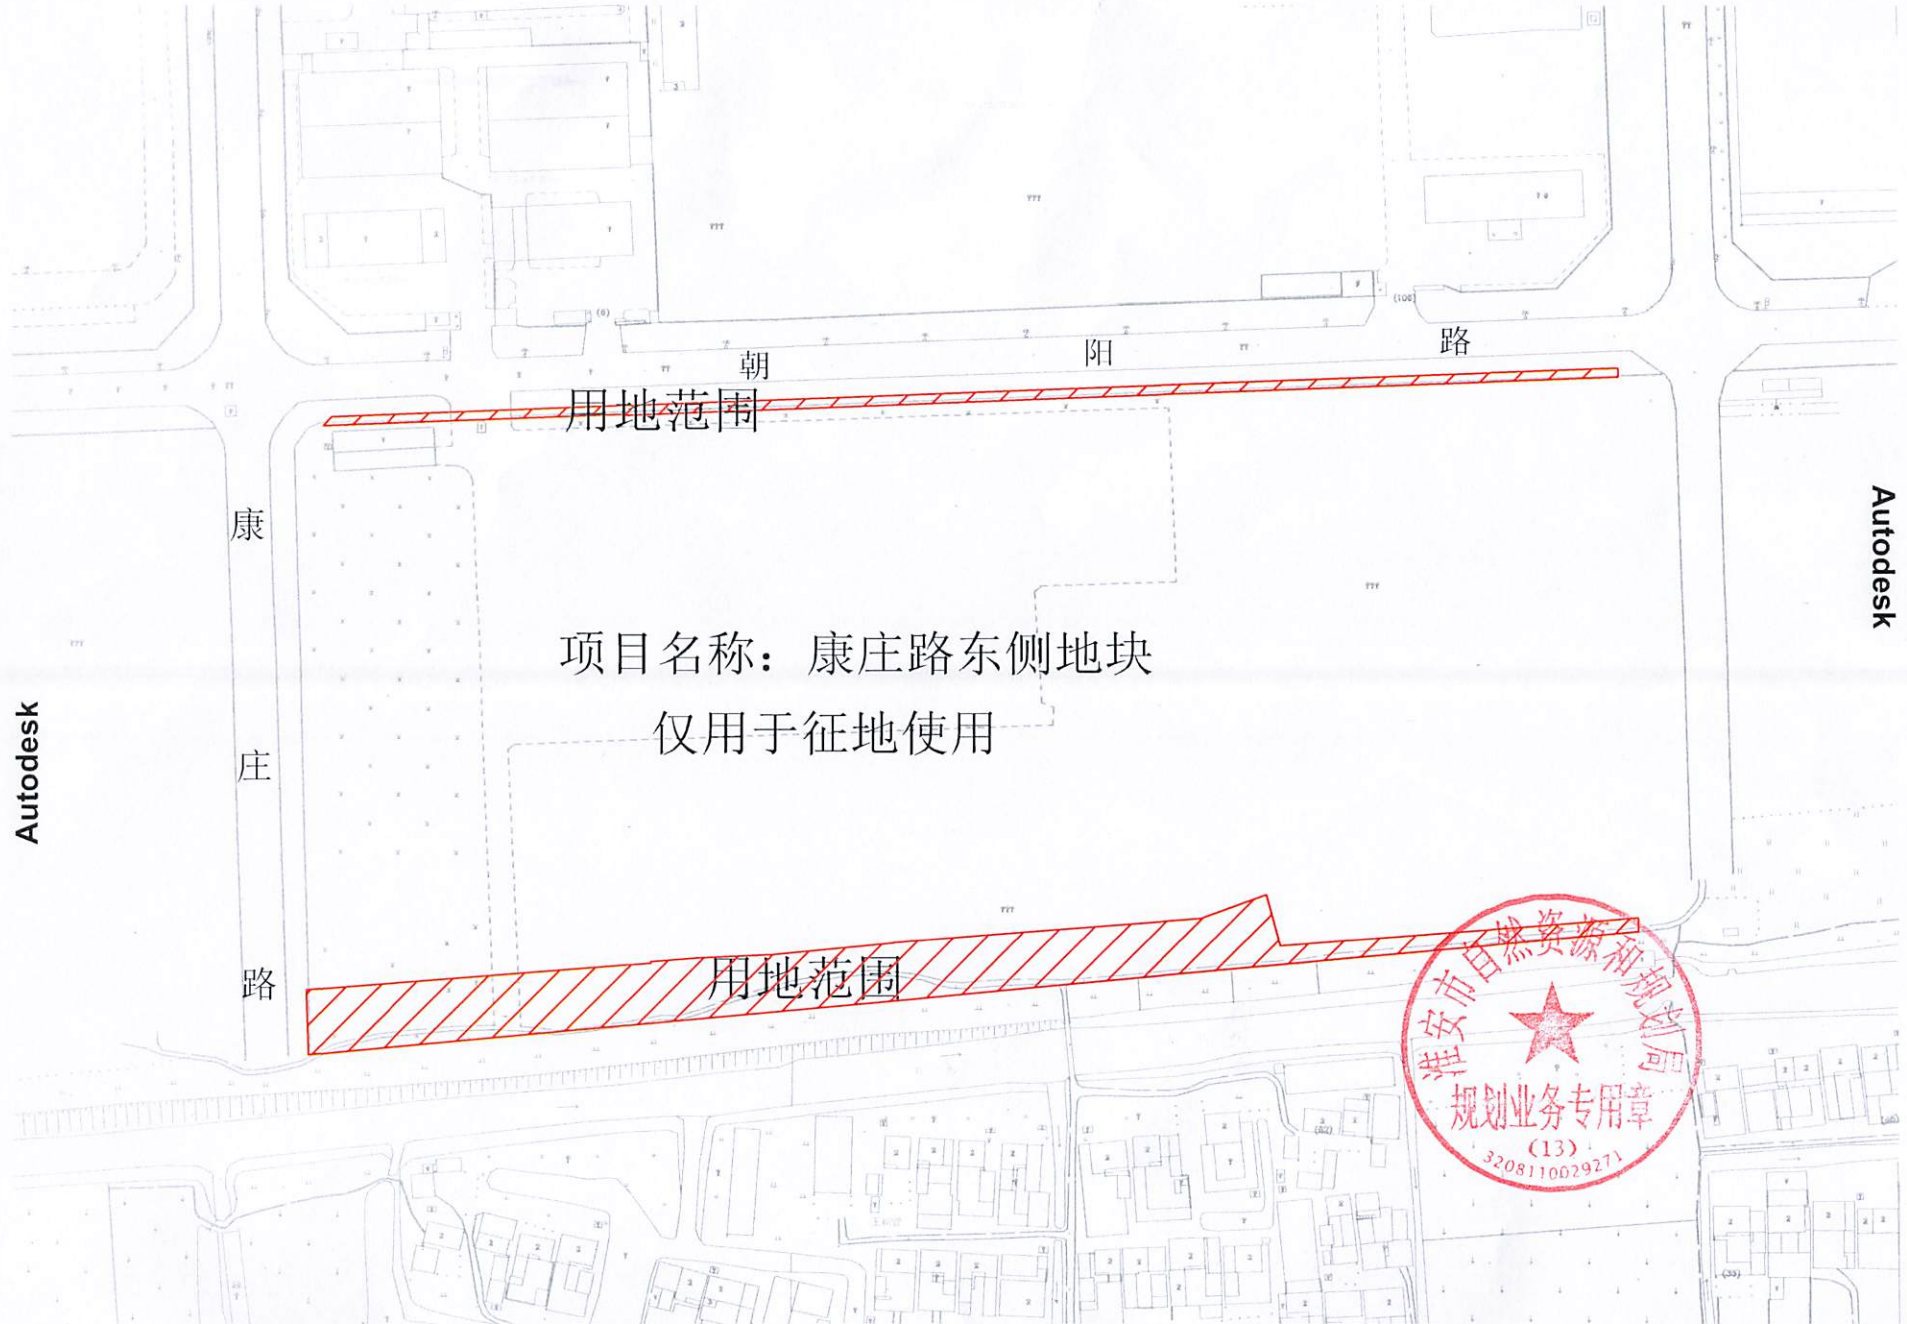 朝阳路
用地范围
康庄路
项目名称：康庄路东侧地块
仅用于征地使用
用地范围
Autodesk
Autodesk
淮安市自然资源和规划局
规划业务专用章
(13)
3208110029271